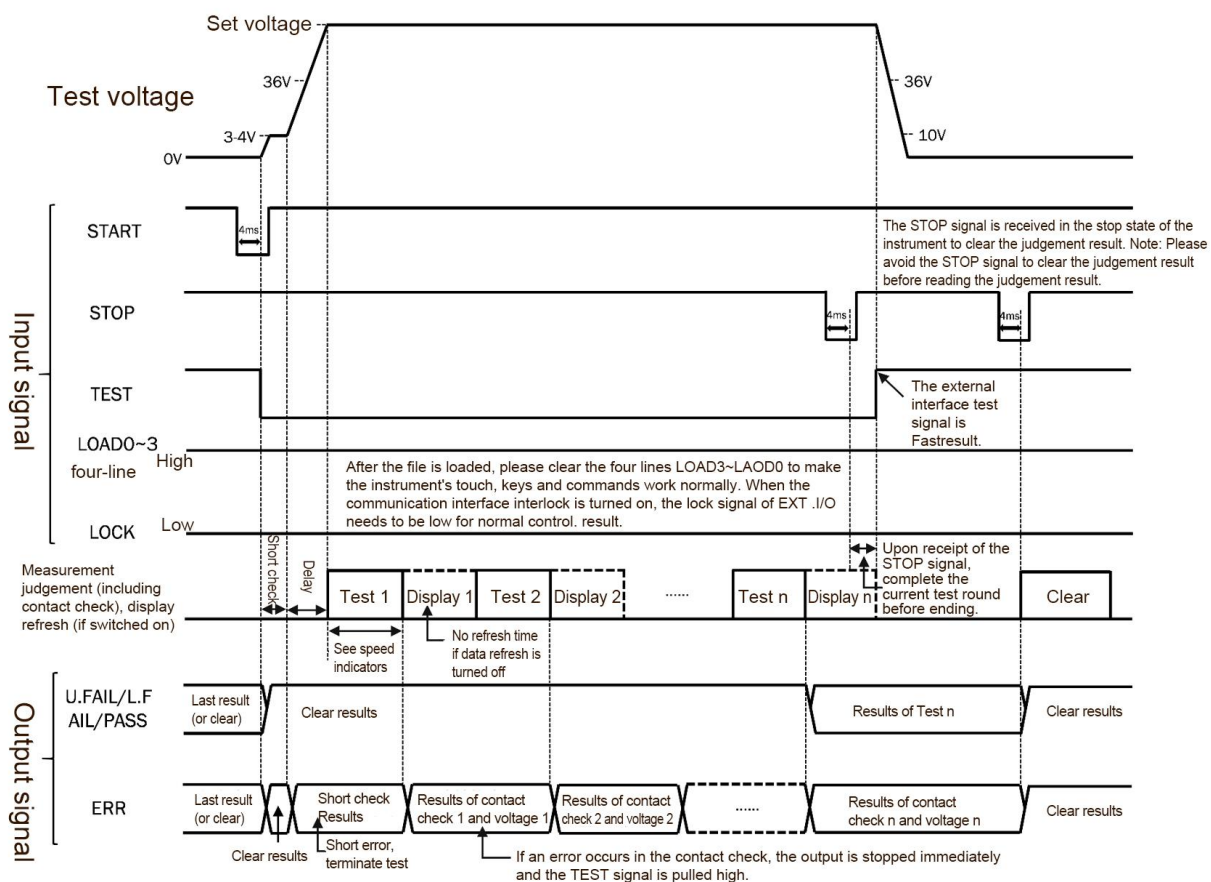 Set voltage
36V
Test voltage
3-4V
0V
36V
10V
START
4ms
The STOP signal is received in the stop state of the
instrument to clear the judgement result. Note: Please
avoid the STOP signal to clear the judgement result
before reading the judgement result.
Input signal
STOP
4ms
4ms
TEST
The external
interface test
signal is
Fastresult.
LOAD0~3
four-line
High
After the file is loaded, please clear the four lines LOAD3~LAOD0 to make
the instrument's touch, keys and commands work normally. When the
communication interface interlock is turned on, the lock signal of EXT .I/O
needs to be low for normal control. result.
LOCK
Low
Short check
Delay
Upon receipt of the
STOP signal,
complete the
current test round
before ending.
Measurement
judgement (including
contact check), display
refresh (if switched on)
Test 1
Display 1
Test 2
Display 2
......
Test n
Display n
Clear
See speed
indicators
No refresh time
if data refresh is
turned off
Output signal
U.FAIL/L.F
AIL/PASS
Last result
(or clear)
Clear results
Results of Test n
Clear results
ERR
Last result
(or clear)
Clear results
Short check
Results
Short error,
terminate test
Results of contact
check 1 and voltage 1
Results of contact
check 2 and voltage 2
......
Results of contact
check n and voltage n
Clear results
If an error occurs in the contact check, the output is stopped immediately
and the TEST signal is pulled high.